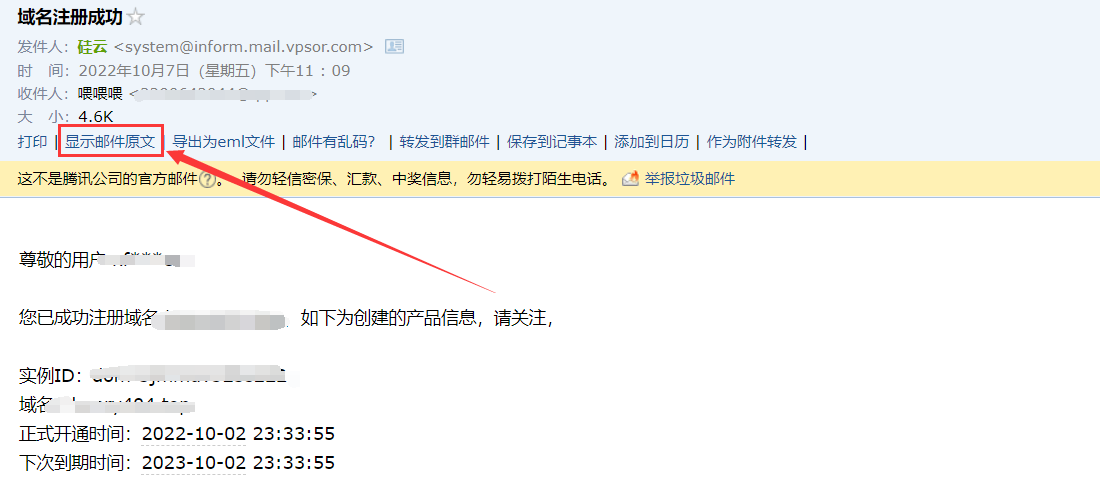 域名注册成功
发件人：硅云 <system@inform.mail.vpsor.com>
时 间：2022年10月7日（星期五）下午11：09
收件人：喂喂喂 <
大 小：4.6K
打印 | 显示邮件原文 | 导出为eml文件 | 邮件有乱码？ | 转发到群邮件 | 保存到记事本 | 添加到日历 | 作为附件转发 |
这不是腾讯公司的官方邮件?。 请勿轻信密保、汇款、中奖信息，勿轻易拨打陌生电话。 举报垃圾邮件
尊敬的用户
您已成功注册域名 如下为创建的产品信息，请关注，
实例ID：
域名
正式开通时间：2022-10-02 23:33:55
下次到期时间：2023-10-02 23:33:55